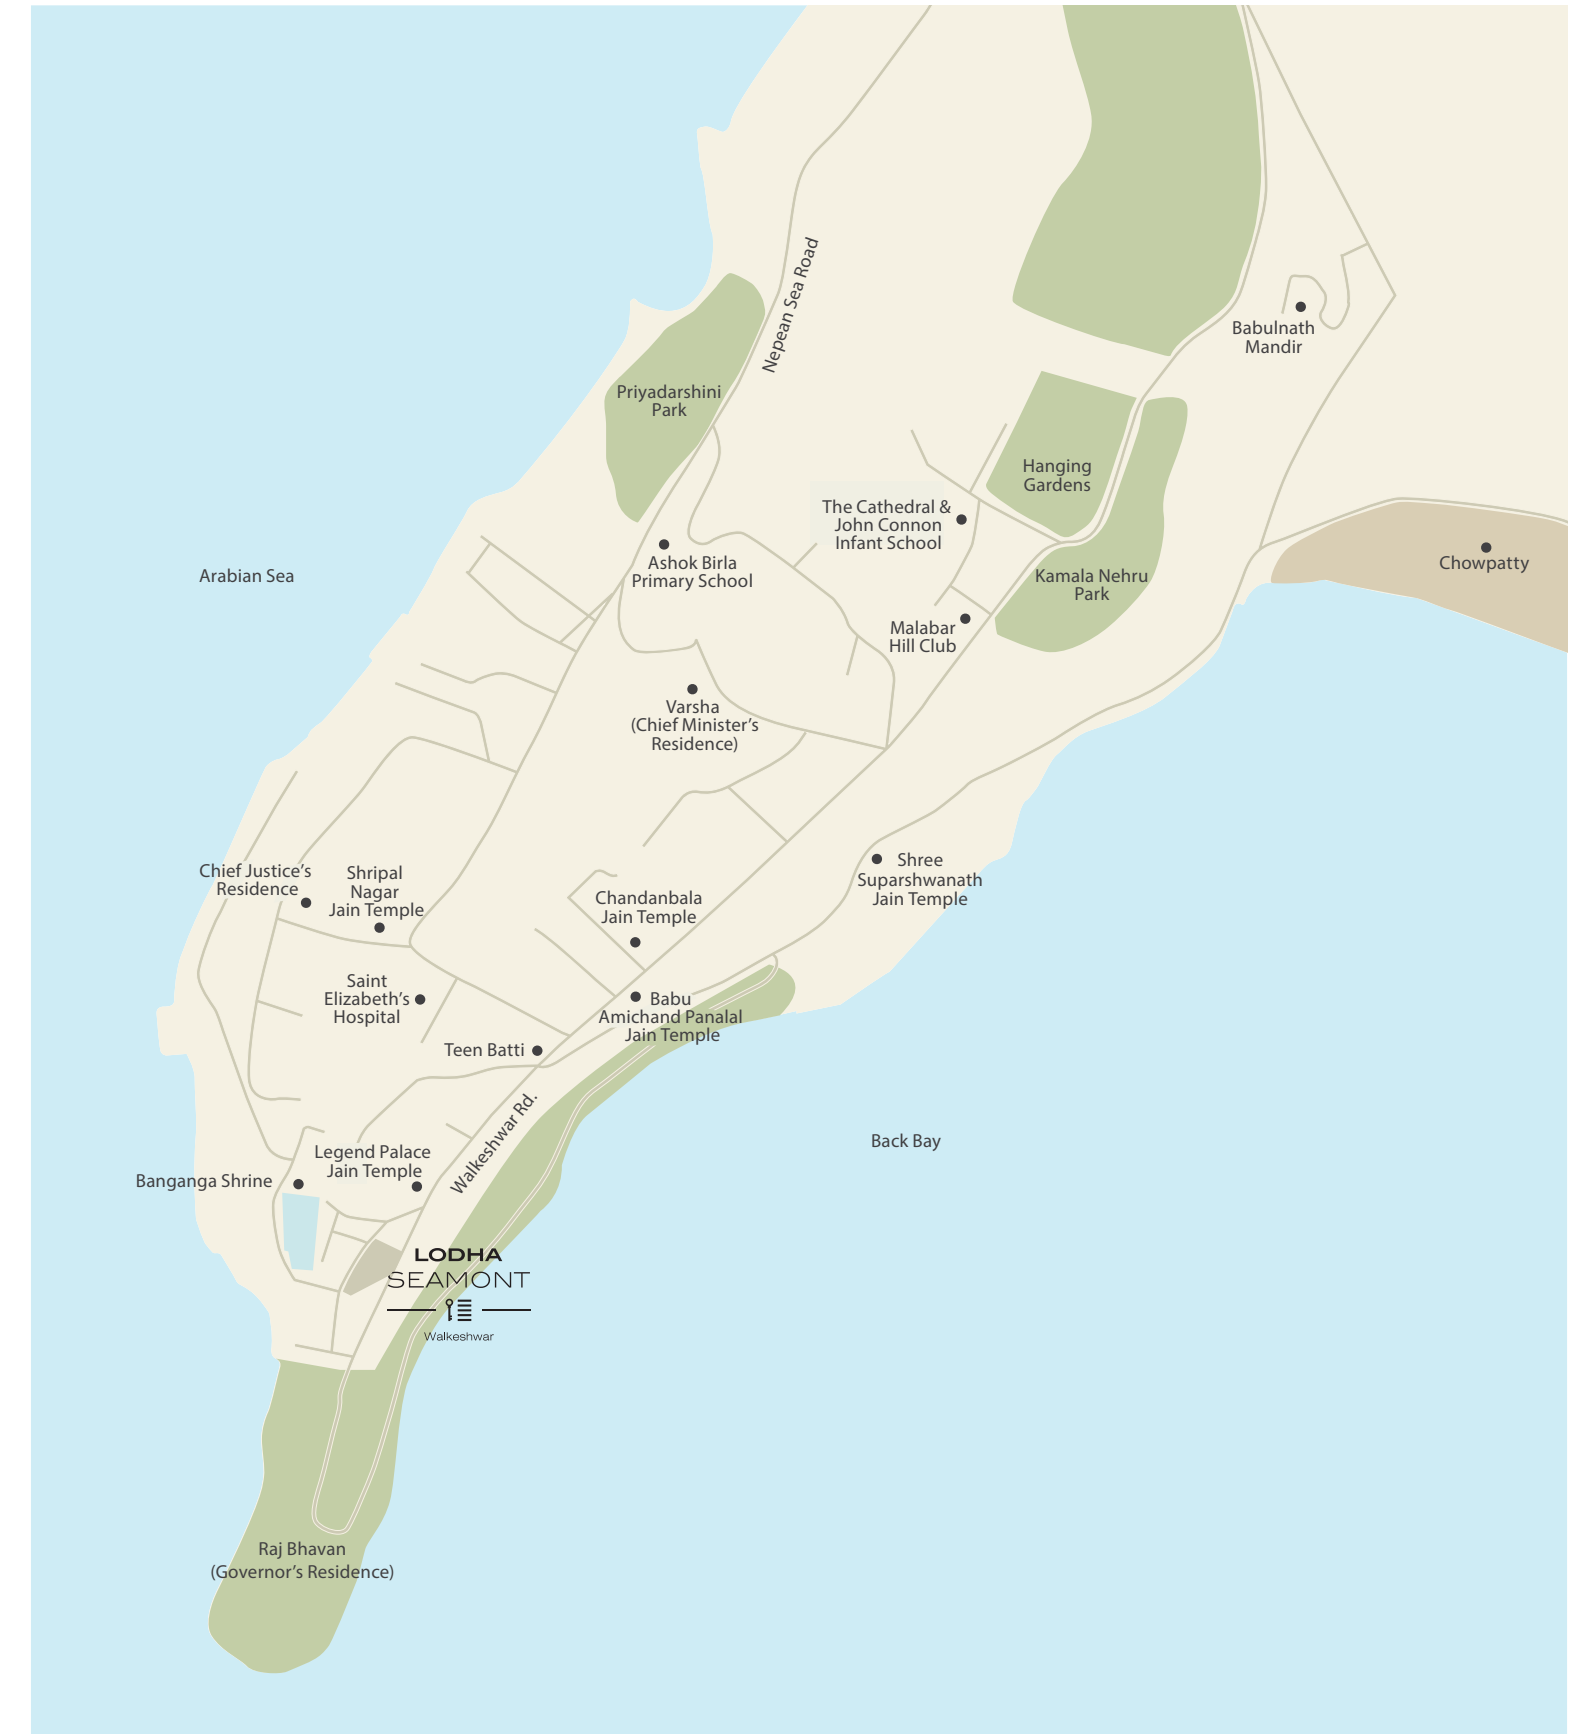 Nepean Sea Road
Babulnath
Mandir
Priyadarshini
Park
Hanging
Gardens
The Cathedral &
John Connon
Infant School
Chowpatty
Ashok Birla
Primary School
Arabian Sea
Kamala Nehru
Park
Malabar
Hill Club
Varsha
(Chief Minister’s
Residence)
Chief Justice’s
Residence
Shripal
Nagar
Jain Temple
Chandanbala
Jain Temple
Shree
Suparshwanath
Jain Temple
Saint
Elizabeth’s
Hospital
Babu
Amichand Panalal
Jain Temple
Teen Batti
Walkeshwar Rd.
Back Bay
Legend Palace
Jain Temple
Banganga Shrine
LODHA
SEAMONT
Walkeshwar
Raj Bhavan
(Governor’s Residence)